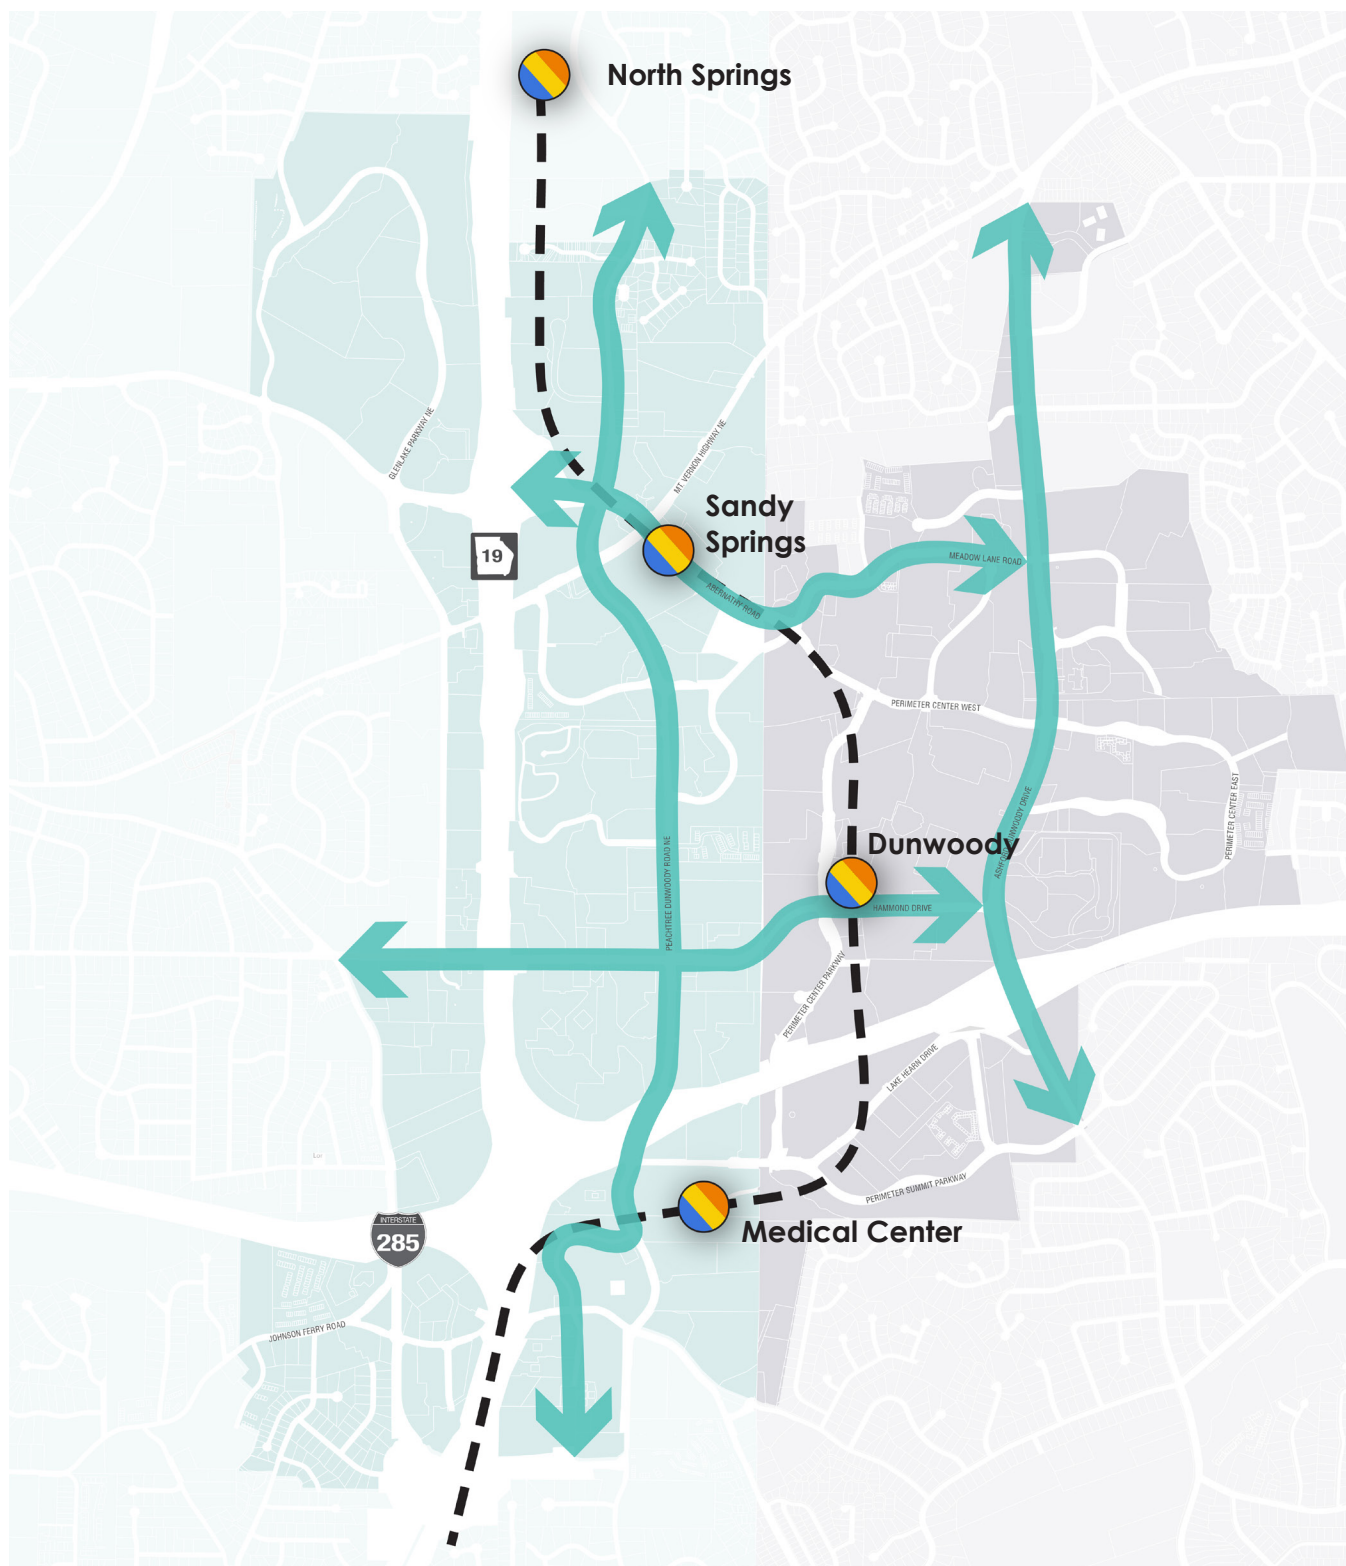 North Springs
GLENLAKE PARKWAY NE
MT. VERNON HIGHWAY NE
Sandy
Springs
19
MEADOW LANE ROAD
ABERNATHY ROAD
PERIMETER CENTER WEST
PERIMETER CENTER EAST
ASHFORD DUNWOODY DRIVE
Dunwoody
PEACHTREE DUNWOODY ROAD NE
HAMMOND DRIVE
PERIMETER CENTER PARKWAY
LAKE HEARN DRIVE
PERIMETER SUMMIT PARKWAY
Medical Center
INTERSTATE
285
JOHNSON FERRY ROAD